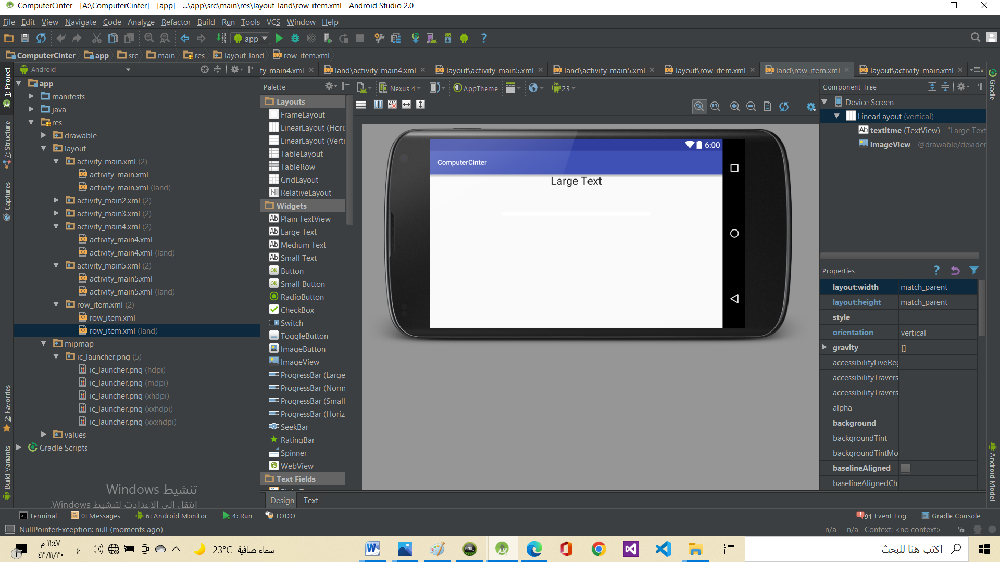 ComputerCinter - [A:\ComputerCinter] - [app] - ...\app\src\main\res\layout-land\row_item.xml - Android Studio 2.0
File Edit View Navigate Code Analyze Refactor Build Run Tools VCS Window Help
app
ComputerCinter app src main res layout-land row_item.xml
Android
ty_main4.xml land\activity_main4.xml layout\activity_main5.xml land\activity_main5.xml layout\row_item.xml land\row_item.xml layout\activity_main.xml
1: Project
7: Structure
Captures
2: Favorites
Build Variants
app
manifests
java
res
drawable
layout
activity_main.xml (2)
activity_main.xml
activity_main.xml (land)
activity_main2.xml (2)
activity_main3.xml (2)
activity_main4.xml (2)
activity_main4.xml
activity_main4.xml (land)
activity_main5.xml (2)
activity_main5.xml
activity_main5.xml (land)
row_item.xml (2)
row_item.xml
row_item.xml (land)
mipmap
ic_launcher.png (5)
ic_launcher.png (hdpi)
ic_launcher.png (mdpi)
ic_launcher.png (xhdpi)
ic_launcher.png (xxhdpi)
ic_launcher.png (xxxhdpi)
values
Gradle Scripts
تنشيط Windows
انتقل إلى الإعدادت لتنشيط Windows.
Palette
Layouts
FrameLayout
LinearLayout (Hori
LinearLayout (Verti
TableLayout
TableRow
GridLayout
RelativeLayout
Widgets
Plain TextView
Large Text
Medium Text
Small Text
Button
Small Button
RadioButton
CheckBox
Switch
ToggleButton
ImageButton
ImageView
ProgressBar (Large
ProgressBar (Norm
ProgressBar (Small
ProgressBar (Horiz
SeekBar
RatingBar
Spinner
WebView
Text Fields
Nexus 4 AppTheme 23
6:00
ComputerCinter
Large Text
Design Text
Component Tree
Device Screen
LinearLayout (vertical)
textitme (TextView) - "Large Text
imageView - @drawable/devider
Properties
layout:width match_parent
layout:height match_parent
style
orientation vertical
gravity []
accessibilityLiveReg
accessibilityTravers
accessibilityTravers
alpha
background
backgroundTint
backgroundTintMo
baselineAligned
baselineAlignedChi
Gradle
Android Model
Terminal 0: Messages 6: Android Monitor 4: Run TODO
91 Event Log Gradle Console
NullPointerException: null (moments ago)
n/a n/a Context: <no context>
١١:٤٧ م
٤٣/١١/٣٠
ع
23°C سماء صافية
اكتب هنا للبحث